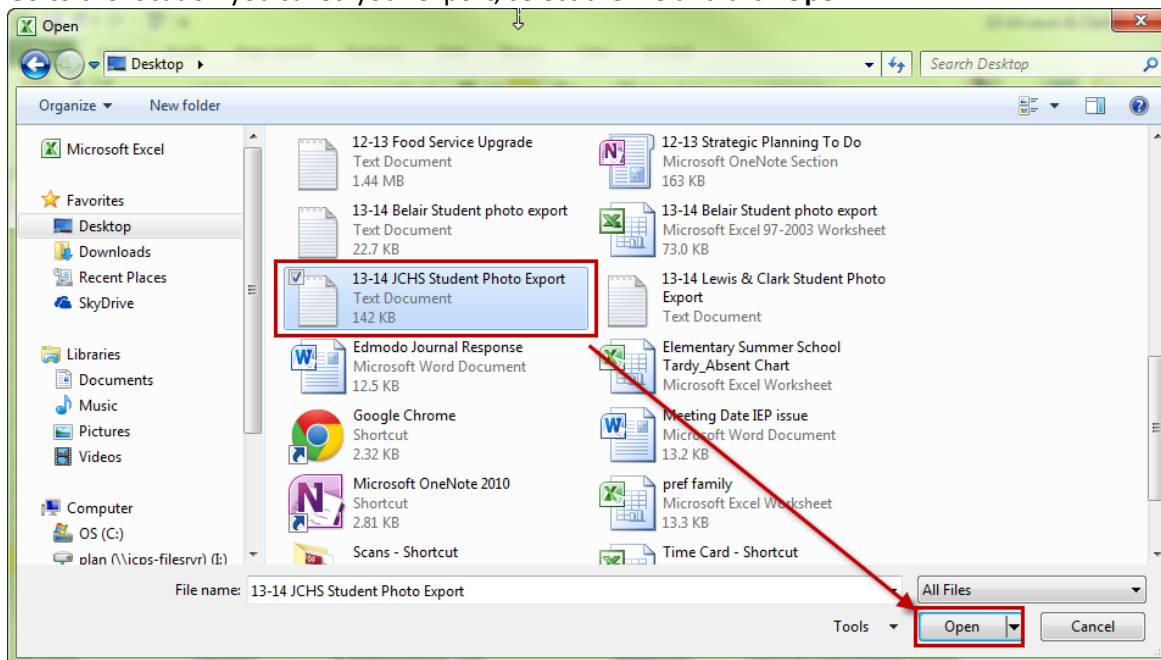 Open
Desktop
Search Desktop
Organize
New folder
Microsoft Excel
Favorites
Desktop
Downloads
Recent Places
SkyDrive
Libraries
Documents
Music
Pictures
Videos
Computer
OS (C:)
12-13 Food Service Upgrade
Text Document
1.44 MB
12-13 Strategic Planning To Do
Microsoft OneNote Section
163 KB
13-14 Belair Student photo export
Text Document
22.7 KB
13-14 Belair Student photo export
Microsoft Excel 97-2003 Worksheet
73.0 KB
13-14 JCHS Student Photo Export
Text Document
142 KB
13-14 Lewis & Clark Student Photo
Export
Text Document
Edmodo Journal Response
Microsoft Word Document
12.5 KB
Elementary Summer School
Tardy_Absent Chart
Microsoft Excel Worksheet
Google Chrome
Shortcut
2.32 KB
Meeting Date IEP issue
Microsoft Word Document
13.2 KB
Microsoft OneNote 2010
Shortcut
2.81 KB
pref family
Microsoft Excel Worksheet
13.3 KB
Scans - Shortcut
Time Card - Shortcut
File name: 13-14 JCHS Student Photo Export
All Files
Tools
Open
Cancel